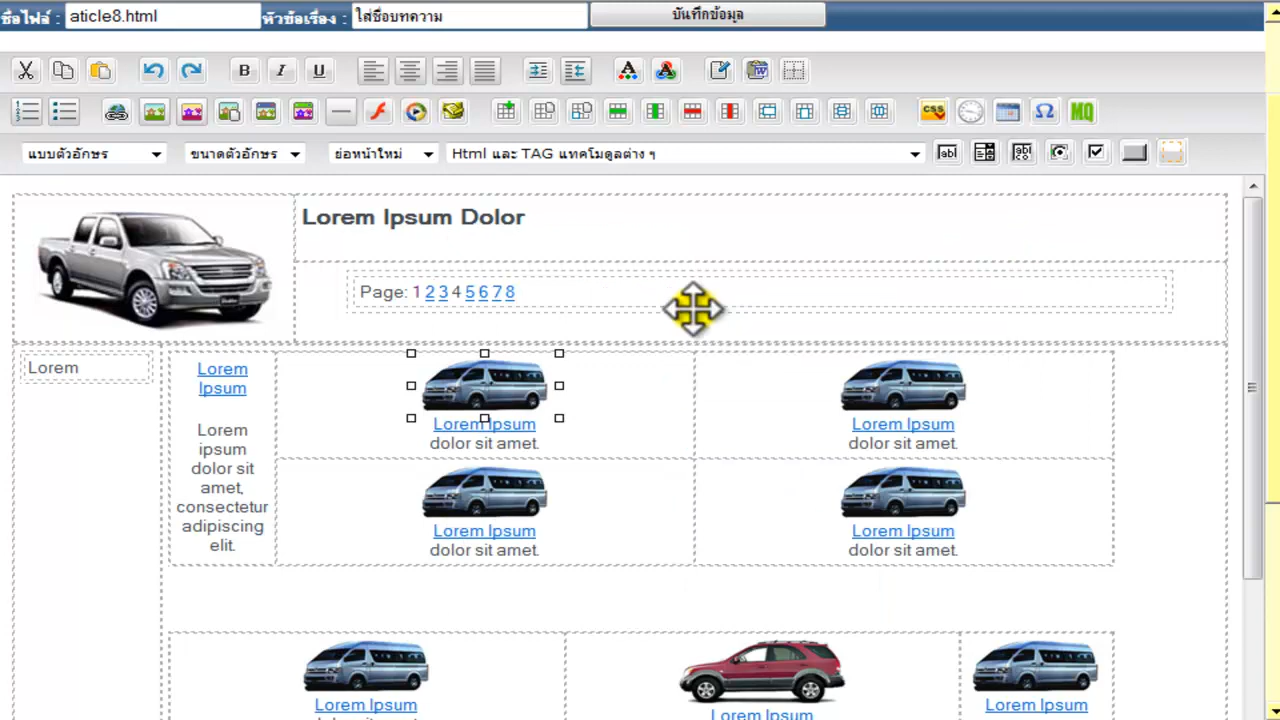 ชื่อไฟล์ : aticle8.html หัวข้อเรื่อง : ใส่ชื่อบทความ บันทึกข้อมูล
B I U A A
CSS Ω MQ
แบบตัวอักษร ขนาดตัวอักษร ย่อหน้าใหม่ Html และ TAG แทคโมดูลต่าง ๆ
Lorem Ipsum Dolor
Page: 1 2 3 4 5 6 7 8
Lorem
Lorem
Ipsum
Lorem
ipsum
dolor sit
amet,
consectetur
adipiscing
elit.
Lorem Ipsum
dolor sit amet.
Lorem Ipsum
dolor sit amet.
Lorem Ipsum
dolor sit amet.
Lorem Ipsum
dolor sit amet.
Lorem Ipsum
Lorem Ipsum
Lorem Ipsum